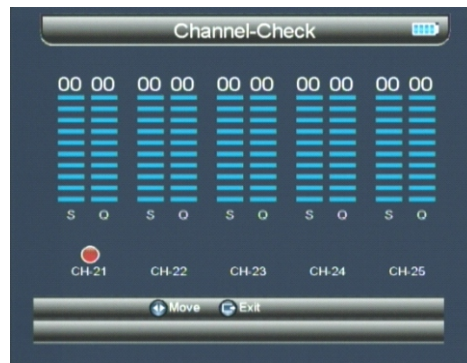 Channel-Check
00 00 00 00 00 00 00 00 00 00
S Q S Q S Q S Q S Q
CH-21 CH-22 CH-23 CH-24 CH-25
Move Exit